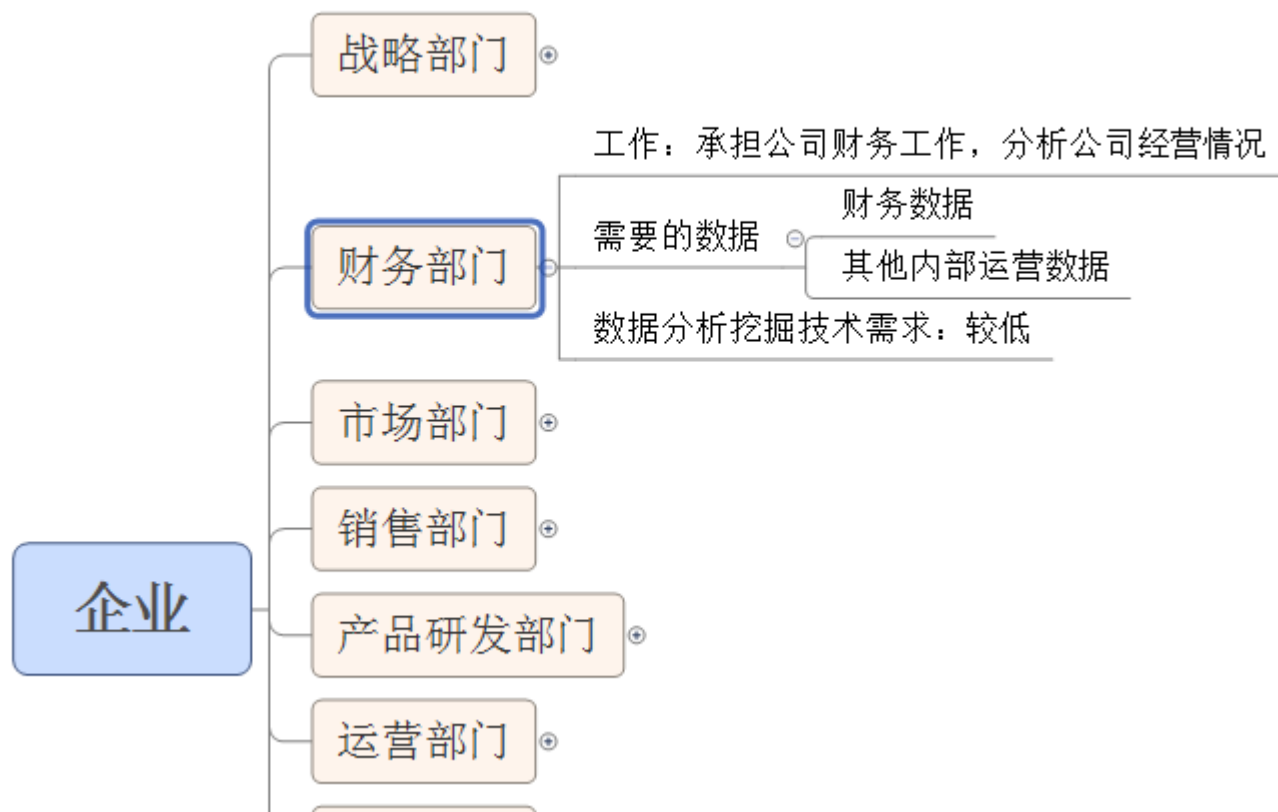 战略部门
工作：承担公司财务工作，分析公司经营情况
财务数据
需要的数据
财务部门
其他内部运营数据
数据分析挖掘技术需求：较低
市场部门
销售部门
企业
产品研发部门
运营部门